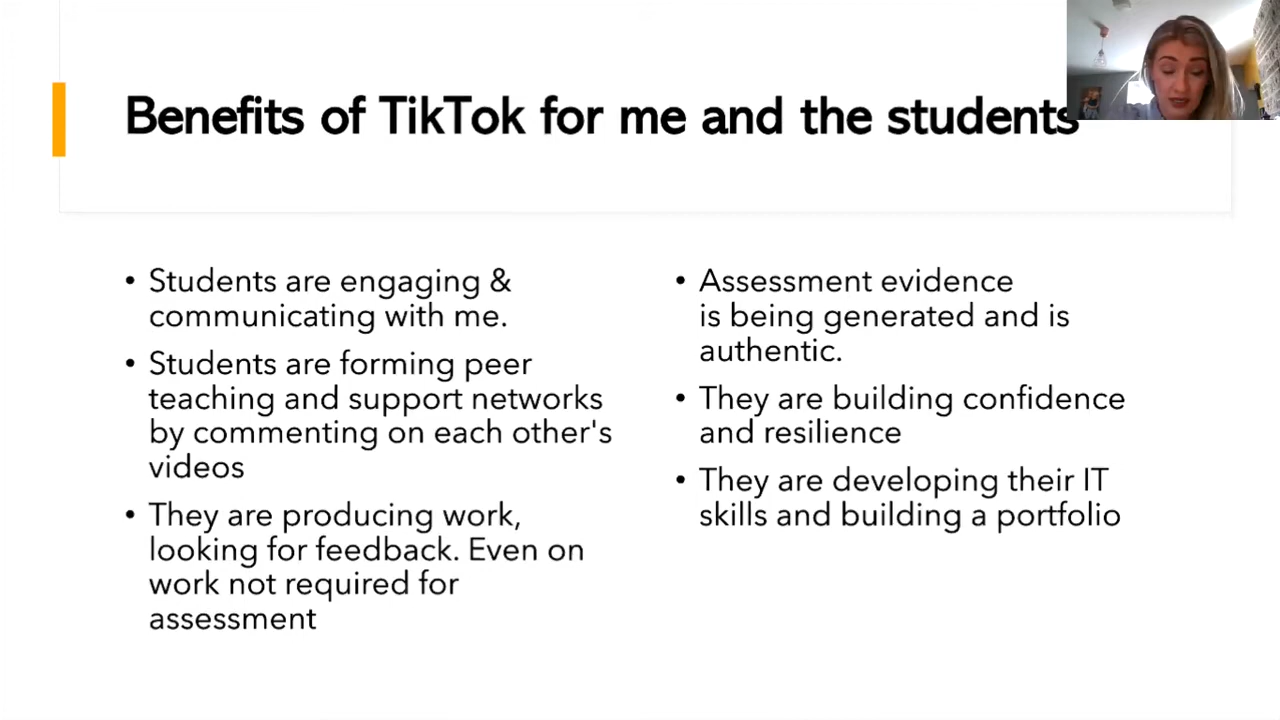 Benefits of TikTok for me and the students
• Students are engaging &
communicating with me.
• Students are forming peer
teaching and support networks
by commenting on each other's
videos
• They are producing work,
looking for feedback. Even on
work not required for
assessment
• Assessment evidence
is being generated and is
authentic.
• They are building confidence
and resilience
• They are developing their IT
skills and building a portfolio